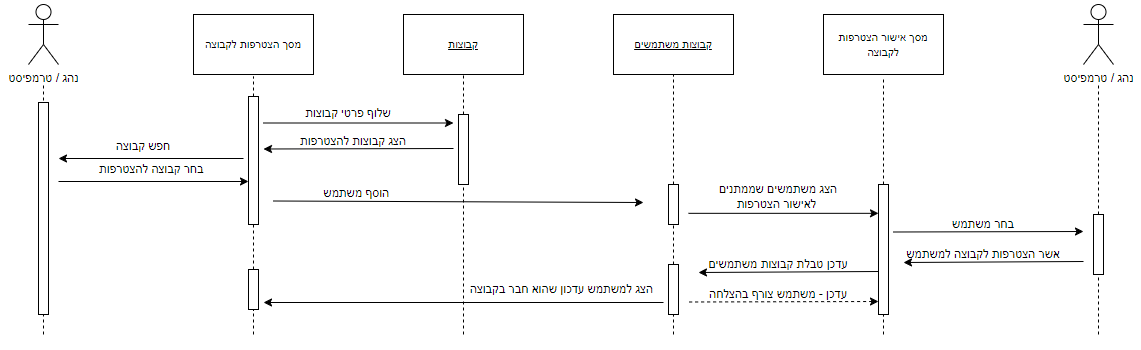 נהג / טרמפיסט
מסך הצטרפות לקבוצה
קבוצות
קבוצות משתמשים
מסך אישור הצטרפות
לקבוצה
נהג / טרמפיסט
שלוף פרטי קבוצות
הצג קבוצות להצטרפות
חפש קבוצה
בחר קבוצה להצטרפות
הוסף משתמש
הצג משתמשים שממתנים
לאישור הצטרפות
בחר משתמש
אשר הצטרפות לקבוצה למשתמש
עדכן טבלת קבוצות משתמשים
הצג למשתמש עדכון שהוא חבר בקבוצה
עדכן - משתמש צורף בהצלחה